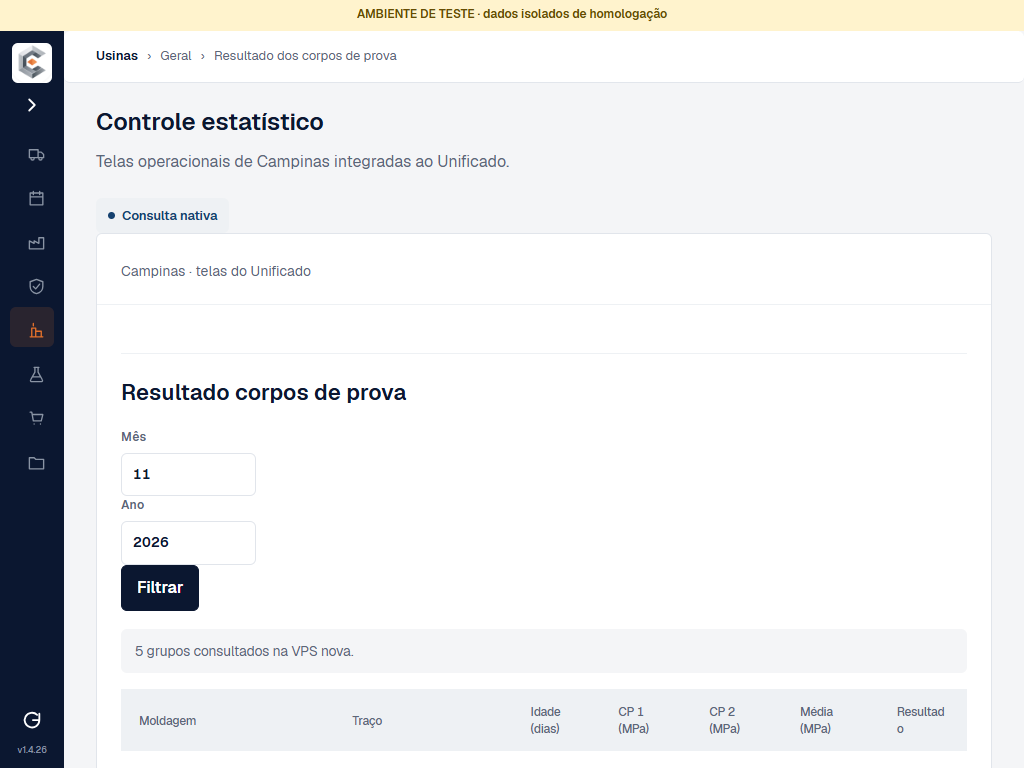 AMBIENTE DE TESTE · dados isolados de homologação
Usinas › Geral › Resultado dos corpos de prova
Controle estatístico
Telas operacionais de Campinas integradas ao Unificado.
Consulta nativa
Campinas · telas do Unificado
Resultado corpos de prova
Mês
11
Ano
2026
Filtrar
5 grupos consultados na VPS nova.
Moldagem Traço Idade (dias) CP 1 (MPa) CP 2 (MPa) Média (MPa) Resultado
v1.4.26